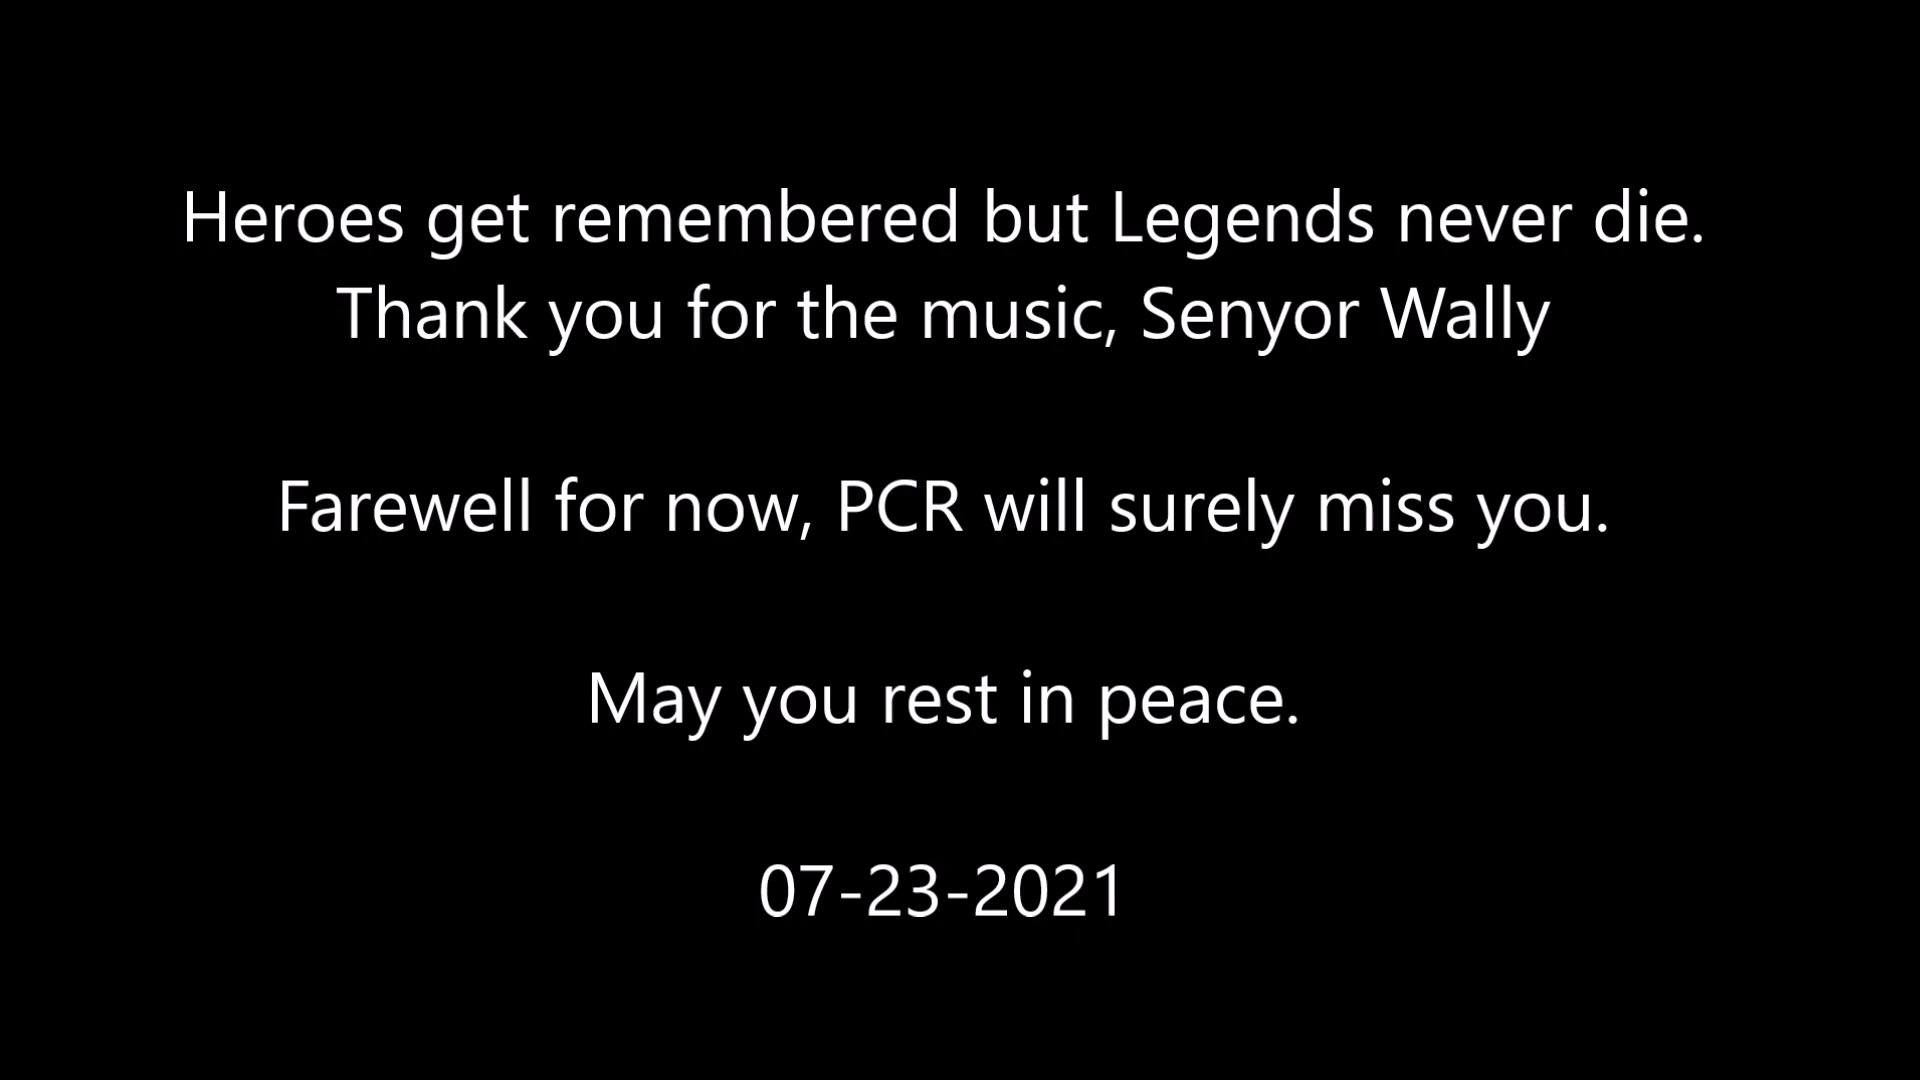 Heroes get remembered but Legends never die.
Thank you for the music, Senyor Wally
Farewell for now, PCR will surely miss you.
May you rest in peace.
07-23-2021